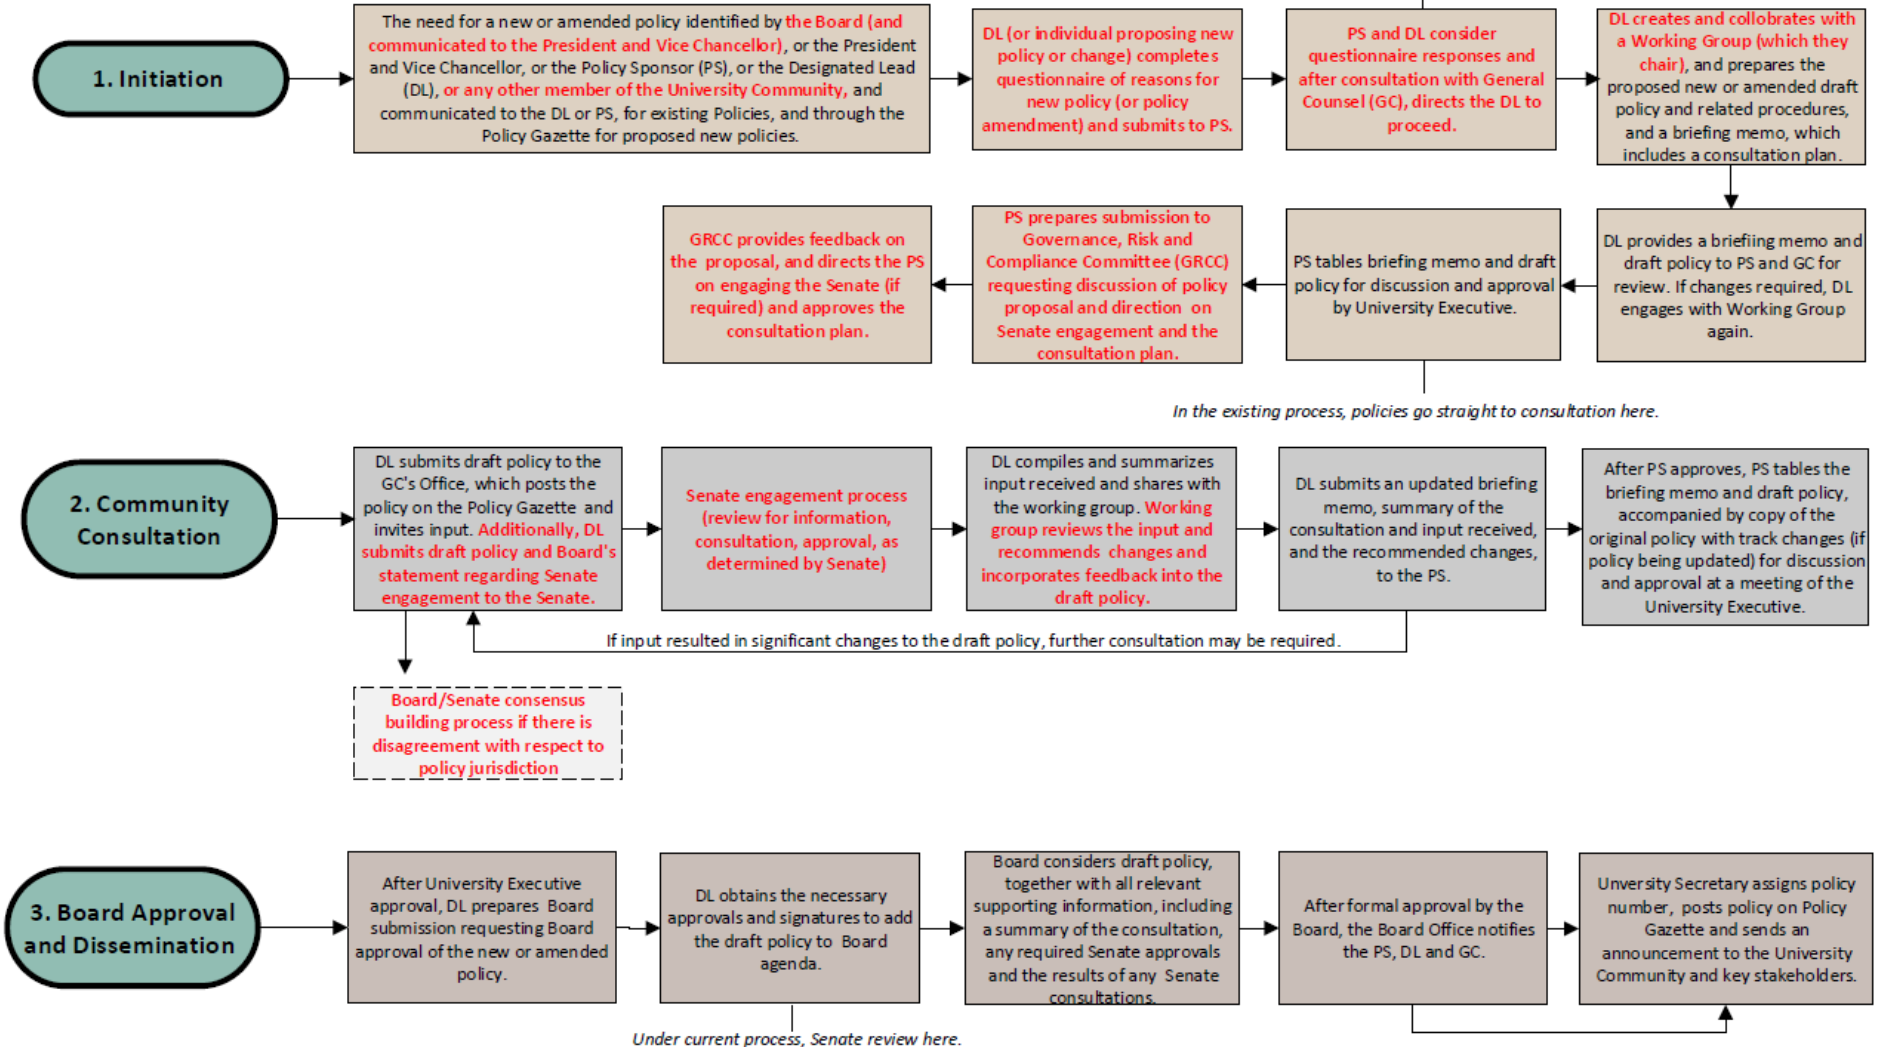 1. Initiation
The need for a new or amended policy identified by the Board (and
communicated to the President and Vice Chancellor), or the President
and Vice Chancellor, or the Policy Sponsor (PS), or the Designated Lead
(DL), or any other member of the University Community, and
communicated to the DL or PS, for existing Policies, and through the
Policy Gazette for proposed new policies.
DL (or individual proposing new
policy or change) completes
questionnaire of reasons for
new policy (or policy
amendment) and submits to PS.
PS and DL consider
questionnaire responses and
after consultation with General
Counsel (GC), directs the DL to
proceed.
DL creates and collobrates with
a Working Group (which they
chair), and prepares the
proposed new or amended draft
policy and related procedures,
and a briefing memo, which
includes a consultation plan.
DL provides a briefiing memo and
draft policy to PS and GC for
review. If changes required, DL
engages with Working Group
again.
PS tables briefing memo and draft
policy for discussion and approval
by University Executive.
PS prepares submission to
Governance, Risk and
Compliance Committee (GRCC)
requesting discussion of policy
proposal and direction on
Senate engagement and the
consultation plan.
GRCC provides feedback on
the proposal, and directs the PS
on engaging the Senate (if
required) and approves the
consultation plan.
In the existing process, policies go straight to consultation here.
2. Community
Consultation
DL submits draft policy to the
GC's Office, which posts the
policy on the Policy Gazette and
invites input. Additionally, DL
submits draft policy and Board's
statement regarding Senate
engagement to the Senate.
Senate engagement process
(review for information,
consultation, approval, as
determined by Senate)
DL compiles and summarizes
input received and shares with
the working group. Working
group reviews the input and
recommends changes and
incorporates feedback into the
draft policy.
DL submits an updated briefing
memo, summary of the
consultation and input received,
and the recommended changes,
to the PS.
After PS approves, PS tables the
briefing memo and draft policy,
accompanied by copy of the
original policy with track changes (if
policy being updated) for discussion
and approval at a meeting of the
University Executive.
If input resulted in significant changes to the draft policy, further consultation may be required.
Board/Senate consensus
building process if there is
disagreement with respect to
policy jurisdiction
3. Board Approval
and Dissemination
After University Executive
approval, DL prepares Board
submission requesting Board
approval of the new or amended
policy.
DL obtains the necessary
approvals and signatures to add
the draft policy to Board
agenda.
Board considers draft policy,
together with all relevant
supporting information, including
a summary of the consultation,
any required Senate approvals
and the results of any Senate
consultations.
After formal approval by the
Board, the Board Office notifies
the PS, DL and GC.
Unversity Secretary assigns policy
number, posts policy on Policy
Gazette and sends an
announcement to the University
Community and key stakeholders.
Under current process, Senate review here.